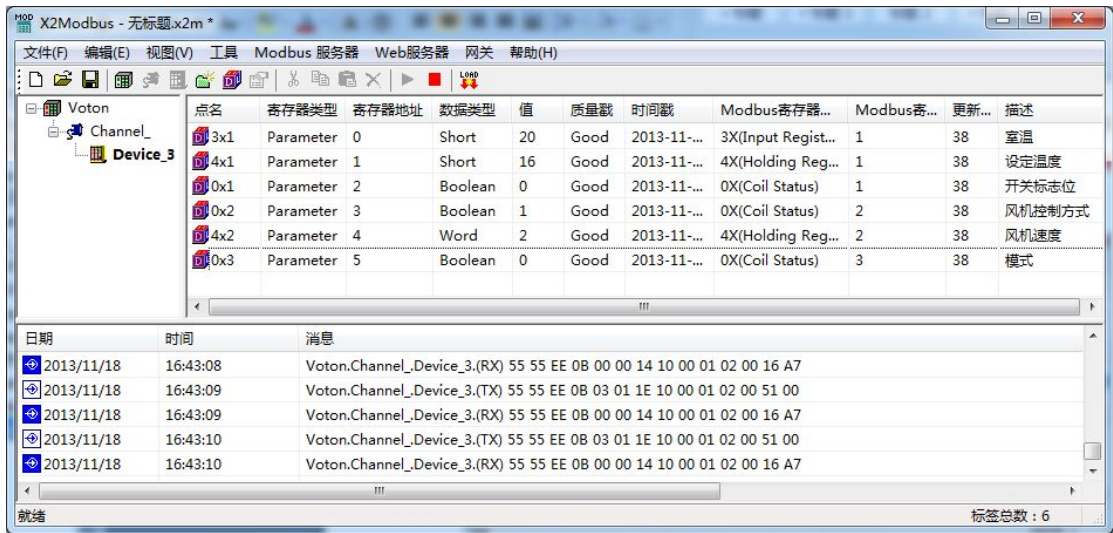 X2Modbus - 无标题.x2m *
文件(F) 编辑(E) 视图(V) 工具 Modbus 服务器 Web服务器 网关 帮助(H)
LOAD
Voton
Channel_
Device_3
点名 寄存器类型 寄存器地址 数据类型 值 质量戳 时间戳 Modbus寄存器... Modbus寄... 更新... 描述
3x1 Parameter 0 Short 20 Good 2013-11-... 3X(Input Regist... 1 38 室温
4x1 Parameter 1 Short 16 Good 2013-11-... 4X(Holding Reg... 1 38 设定温度
0x1 Parameter 2 Boolean 0 Good 2013-11-... 0X(Coil Status) 1 38 开关标志位
0x2 Parameter 3 Boolean 1 Good 2013-11-... 0X(Coil Status) 2 38 风机控制方式
4x2 Parameter 4 Word 2 Good 2013-11-... 4X(Holding Reg... 2 38 风机速度
0x3 Parameter 5 Boolean 0 Good 2013-11-... 0X(Coil Status) 3 38 模式
日期 时间 消息
2013/11/18 16:43:08 Voton.Channel_.Device_3.(RX) 55 55 EE 0B 00 00 14 10 00 01 02 00 16 A7
2013/11/18 16:43:09 Voton.Channel_.Device_3.(TX) 55 55 EE 0B 03 01 1E 10 00 01 02 00 51 00
2013/11/18 16:43:09 Voton.Channel_.Device_3.(RX) 55 55 EE 0B 00 00 14 10 00 01 02 00 16 A7
2013/11/18 16:43:10 Voton.Channel_.Device_3.(TX) 55 55 EE 0B 03 01 1E 10 00 01 02 00 51 00
2013/11/18 16:43:10 Voton.Channel_.Device_3.(RX) 55 55 EE 0B 00 00 14 10 00 01 02 00 16 A7
就绪 标签总数：6